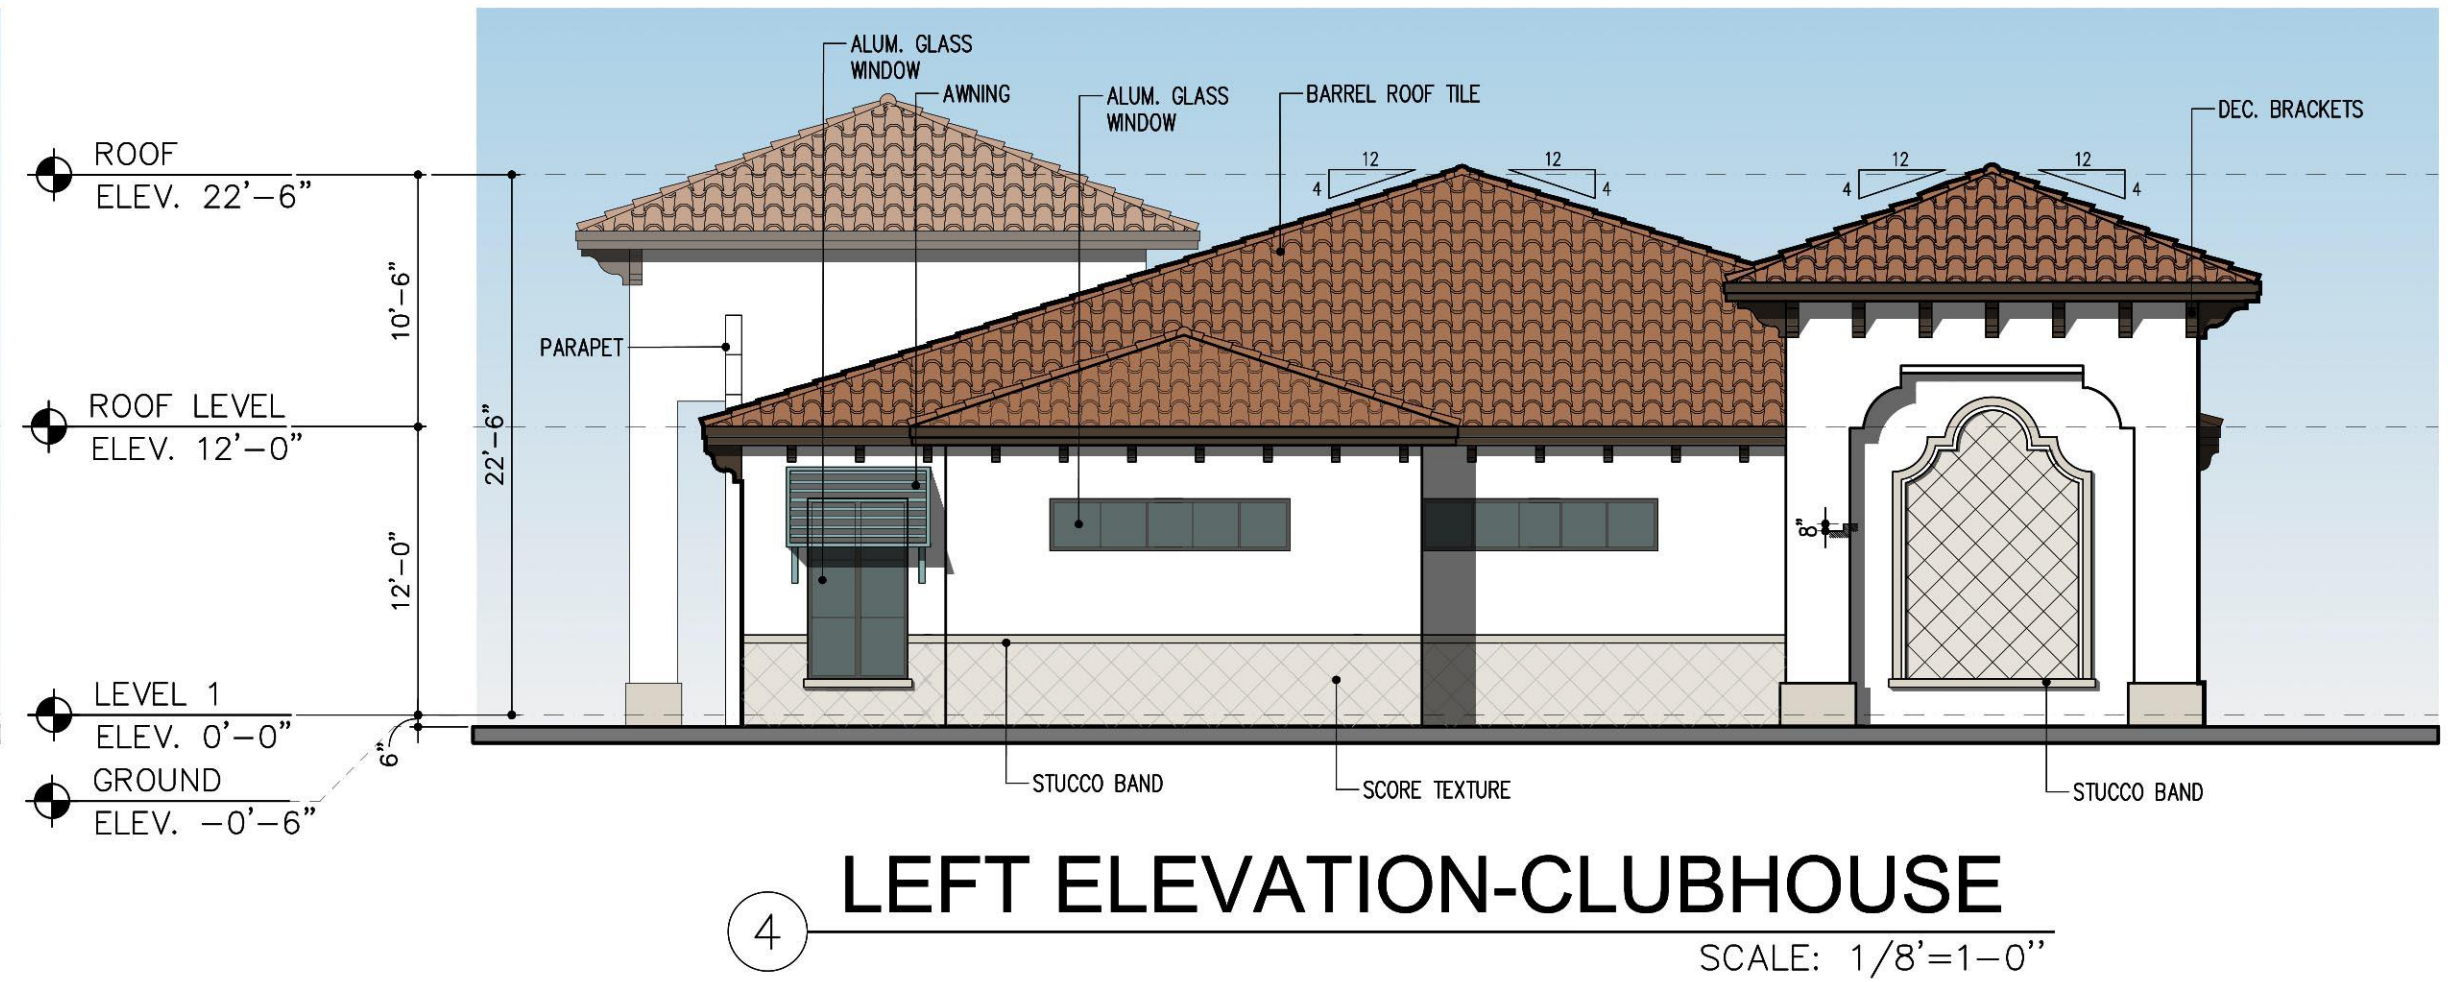 ALUM. GLASS
WINDOW
AWNING
ALUM. GLASS
WINDOW
BARREL ROOF TILE
DEC. BRACKETS
ROOF
ELEV. 22'-6"
12
4
12
4
12
4
12
4
10'-6"
PARAPET
ROOF LEVEL
ELEV. 12'-0"
22'-6"
12'-0"
8"
LEVEL 1
ELEV. 0'-0"
6"
GROUND
ELEV. -0'-6"
STUCCO BAND
SCORE TEXTURE
STUCCO BAND
4
LEFT ELEVATION-CLUBHOUSE
SCALE: 1/8'=1-0''